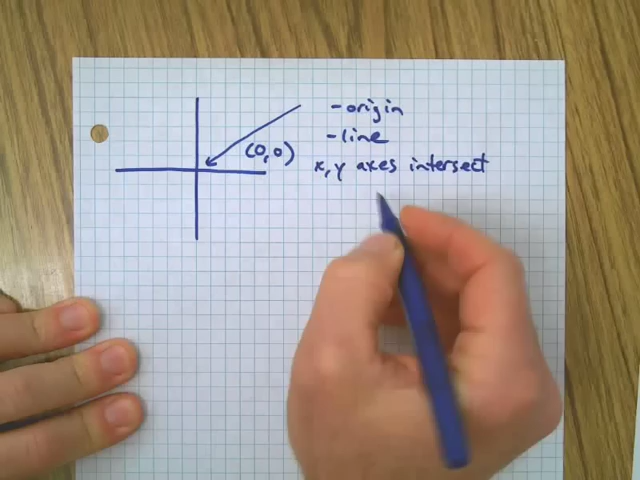 -origin
-line
(0,0)
x,y axes intersect